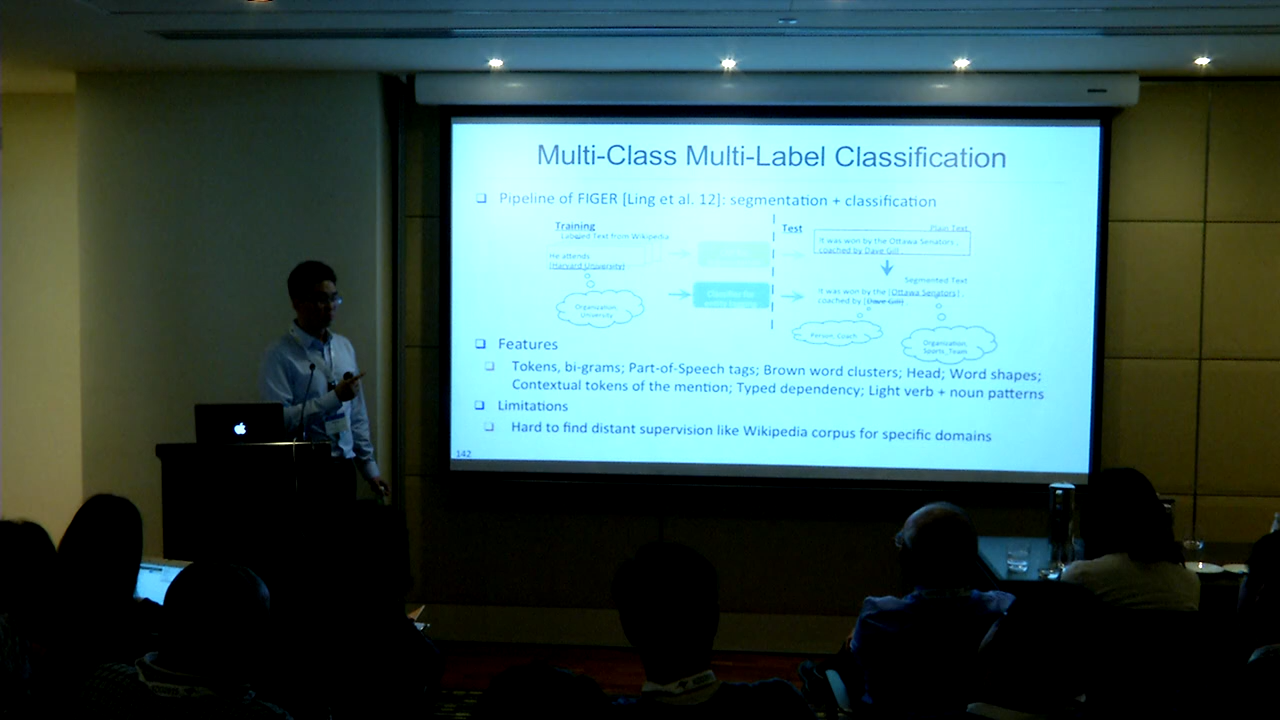 Multi-Class Multi-Label Classification
❑ Pipeline of FIGER [Ling et al. 12]: segmentation + classification
Training
Labeled Text from Wikipedia
He attends
[Harvard University]
Organization,
University
Test
Plain Text
It was won by the Ottawa Senators,
coached by Dave Gill.
Segmented Text
It was won by the [Ottawa Senators],
coached by [Dave Gill]
Person, Coach,
Organization,
Sports_Team
❑ Features
❑ Tokens, bi-grams; Part-of-Speech tags; Brown word clusters; Head; Word shapes;
Contextual tokens of the mention; Typed dependency; Light verb + noun patterns
❑ Limitations
❑ Hard to find distant supervision like Wikipedia corpus for specific domains
142